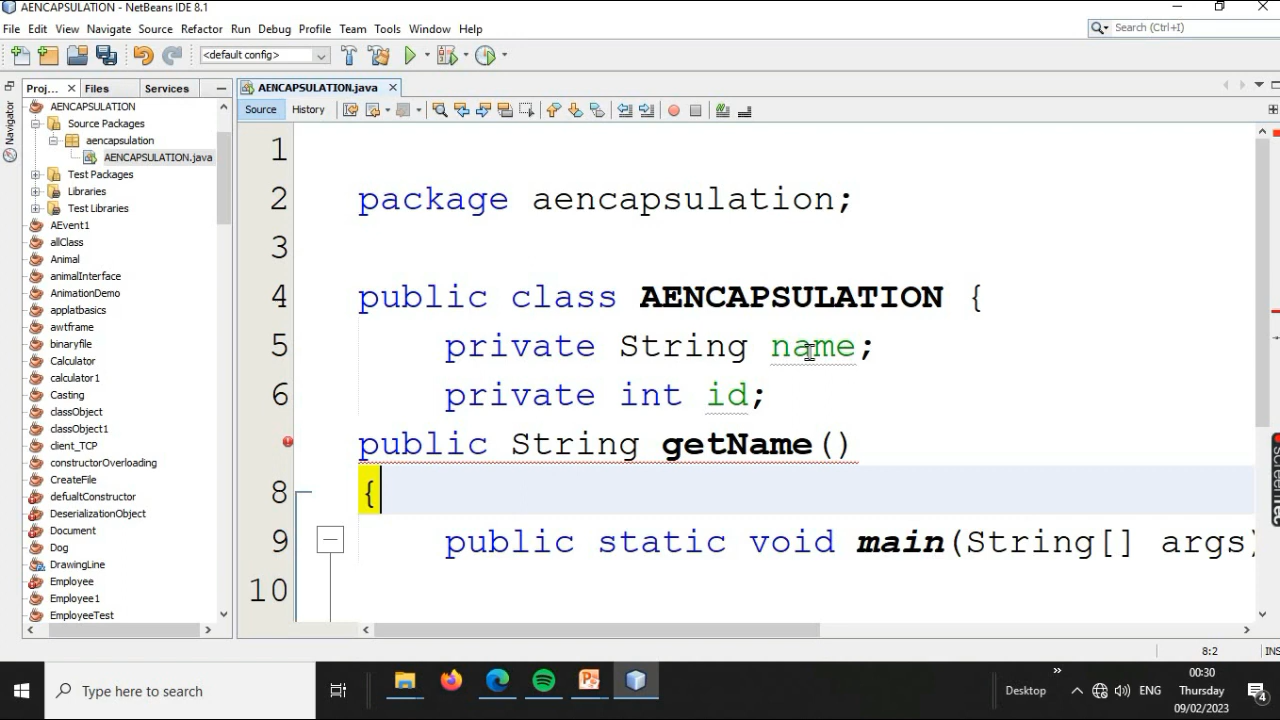 AENCAPSULATION - NetBeans IDE 8.1
File Edit View Navigate Source Refactor Run Debug Profile Team Tools Window Help
Search (Ctrl+I)
<default config>
Proj... Files Services
AENCAPSULATION.java
Navigator
Source History
AENCAPSULATION
Source Packages
aencapsulation
AENCAPSULATION.java
Test Packages
Libraries
Test Libraries
AEvent1
allClass
Animal
animalInterface
AnimationDemo
applatbasics
awtframe
binaryfile
Calculator
calculator1
Casting
classObject
classObject1
client_TCP
constructorOverloading
CreateFile
defualtConstructor
DeserializationObject
Document
Dog
DrawingLine
Employee
Employee1
EmployeeTest
1
2 package aencapsulation;
3
4 public class AENCAPSULATION {
5 private String name;
6 private int id;
public String getName()
8 {
9 public static void main(String[] args)
10
8:2 INS
Type here to search
Desktop
ENG
00:30
Thursday
09/02/2023
4